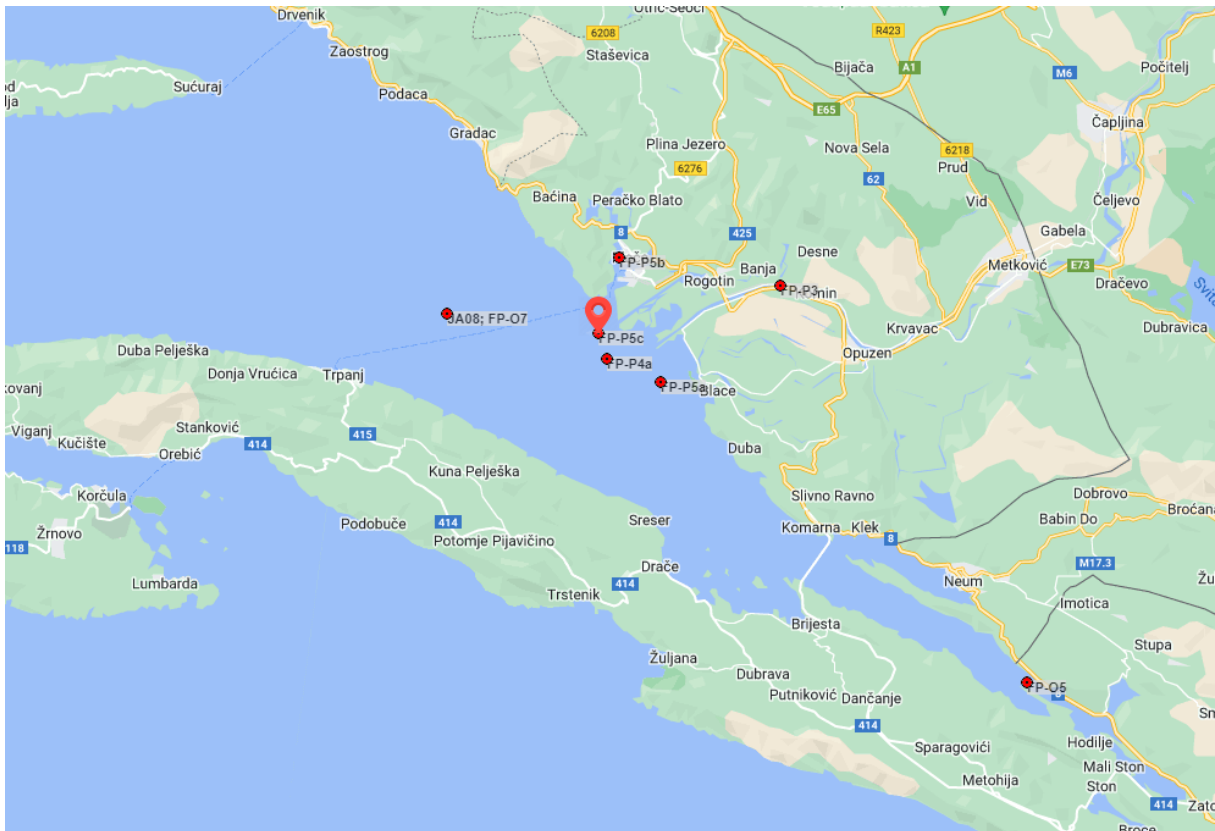 Utric-Seoci
Drvenik
6208
R423
Zaostrog
Staševica
Bijača
A1
M6
Počitelj
Sućuraj
Podaca
E65
Čapljina
Gradac
Plina Jezero
Nova Sela
6218
Prud
6276
62
Baćina
Peračko Blato
Vid
Čeljevo
8
425
Gabela
Desne
FP-P5b
Banja
Metković
E73
Rogotin
Dračevo
FP-P3
JA08; FP-O7
Krvavac
Dubravica
FP-P5c
Duba Pelješka
Opuzen
Donja Vrućica
Trpanj
FP-P4a
FP-P5a
Blace
Viganj
Stanković
415
Kučište
414
Orebić
Duba
Kuna Pelješka
Korčula
Slivno Ravno
Dobrovo
Podobuče
414
Sreser
Babin Do
Žrnovo
Komarna
Klek
8
Potomje
Pijavičino
118
M17.3
Drače
Lumbarda
414
Neum
Trstenik
Imotica
Brijesta
Stupa
Žuljana
Dubrava
FP-O5
Putniković
Dančanje
414
Sparagovići
Hodilje
Mali Ston
Metohija
Ston
414
Broce